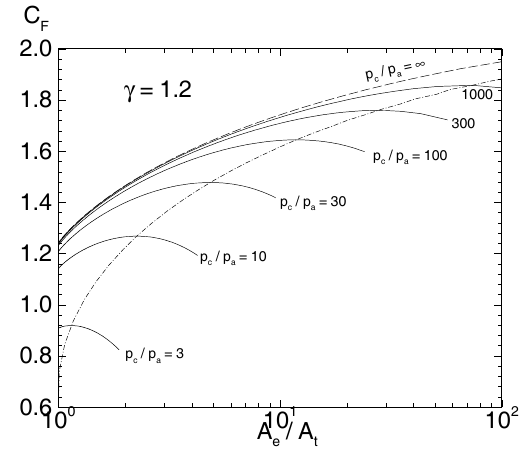 C_F
2.0
p_c / p_a = ∞
γ = 1.2
1.8
1000
300
1.6
p_c / p_a = 100
1.4
p_c / p_a = 30
1.2
p_c / p_a = 10
1.0
0.8
p_c / p_a = 3
0.6
10^0 10^1 10^2
A_e / A_t